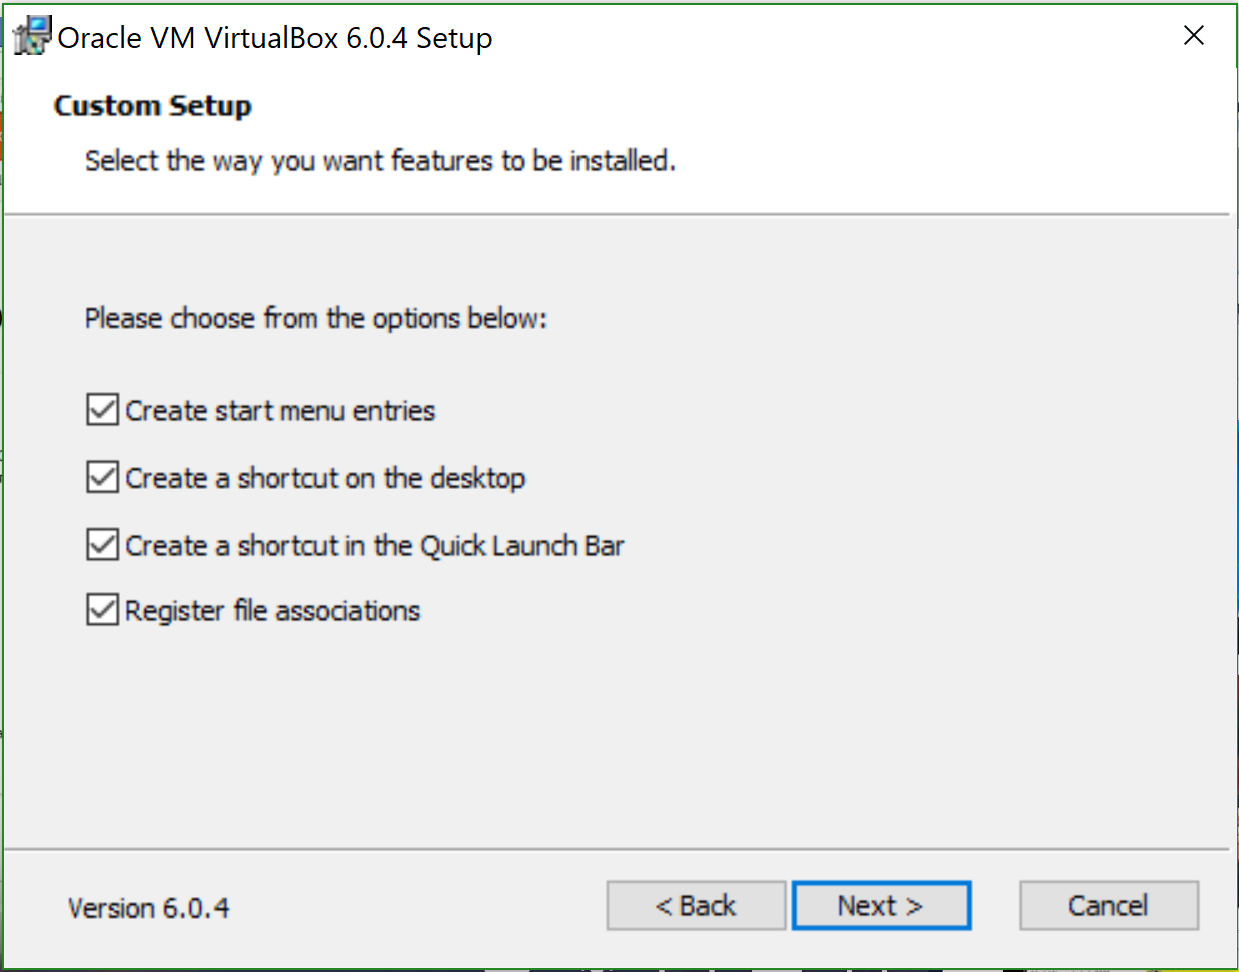 Oracle VM VirtualBox 6.0.4 Setup
Custom Setup
Select the way you want features to be installed.
Please choose from the options below:
Create start menu entries
Create a shortcut on the desktop
Create a shortcut in the Quick Launch Bar
Register file associations
Version 6.0.4
< Back
Next >
Cancel